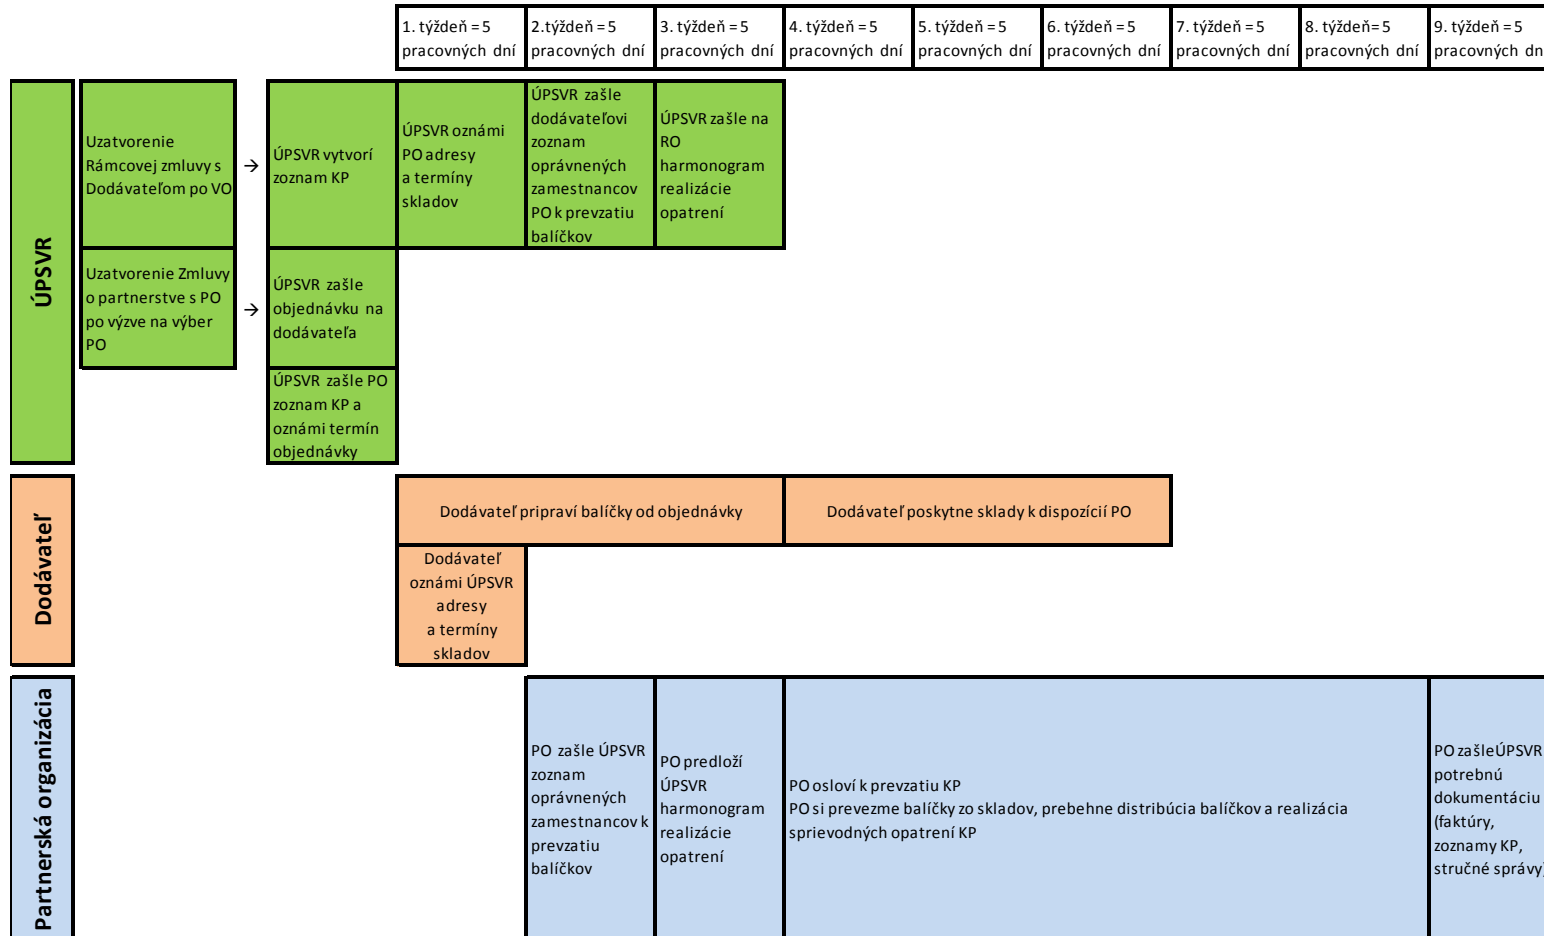 1. týždeň = 5
pracovných dní
2.týždeň = 5
pracovných dní
3. týždeň = 5
pracovných dní
4. týždeň = 5
pracovných dní
5. týždeň = 5
pracovných dní
6. týždeň = 5
pracovných dní
7. týždeň = 5
pracovných dní
8. týždeň= 5
pracovných dní
9. týždeň = 5
pracovných dn
ÚPSVR
Uzatvorenie
Rámcovej zmluvy s
Dodávateľom po VO
→
ÚPSVR vytvorí
zoznam KP
ÚPSVR oznámi
PO adresy
a termíny
skladov
ÚPSVR zašle
dodávateľovi
zoznam
oprávnených
zamestnancov
PO k prevzatiu
balíčkov
ÚPSVR zašle na
RO
harmonogram
realizácie
opatrení
Uzatvorenie Zmluvy
o partnerstve s PO
po výzve na výber
PO
→
ÚPSVR zašle
objednávku na
dodávateľa
ÚPSVR zašle PO
zoznam KP a
oznámi termín
objednávky
Dodávateľ
Dodávateľ pripraví balíčky od objednávky
Dodávateľ poskytne sklady k dispozícií PO
Dodávateľ
oznámi ÚPSVR
adresy
a termíny
skladov
Partnerská organizácia
PO zašle ÚPSVR
zoznam
oprávnených
zamestnancov k
prevzatiu
balíčkov
PO predloží
ÚPSVR
harmonogram
realizácie
opatrení
PO osloví k prevzatiu KP
PO si prevezme balíčky zo skladov, prebehne distribúcia balíčkov a realizácia
sprievodných opatrení KP
PO zašleÚPSVR
potrebnú
dokumentáciu
(faktúry,
zoznamy KP,
stručné správy)